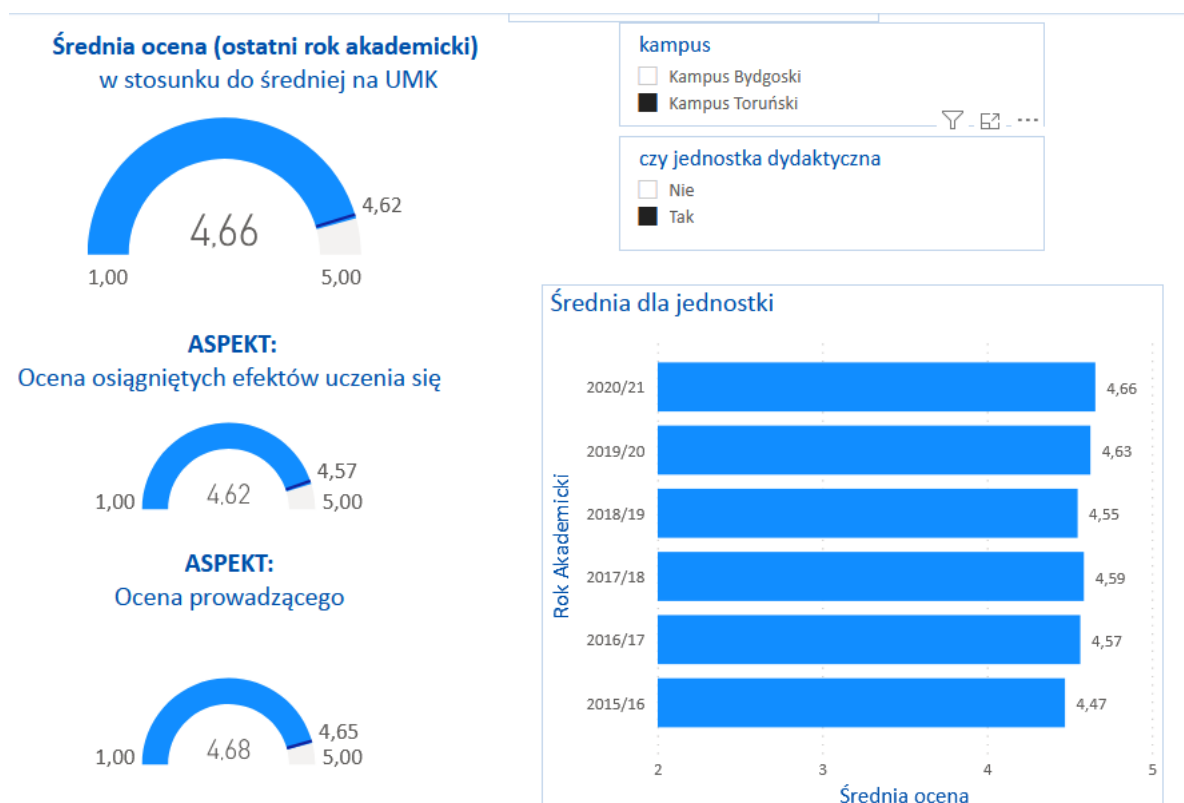 Średnia ocena (ostatni rok akademicki)
w stosunku do średniej na UMK
4,66
4,62
1,00
5,00
ASPEKT:
Ocena osiągniętych efektów uczenia się
4,57
1,00
4,62
5,00
ASPEKT:
Ocena prowadzącego
4,65
1,00
4,68
5,00
kampus
Kampus Bydgoski
Kampus Toruński
czy jednostka dydaktyczna
Nie
Tak
Średnia dla jednostki
Rok Akademicki
2020/21
4,66
2019/20
4,63
2018/19
4,55
2017/18
4,59
2016/17
4,57
2015/16
4,47
2
3
4
5
Średnia ocena